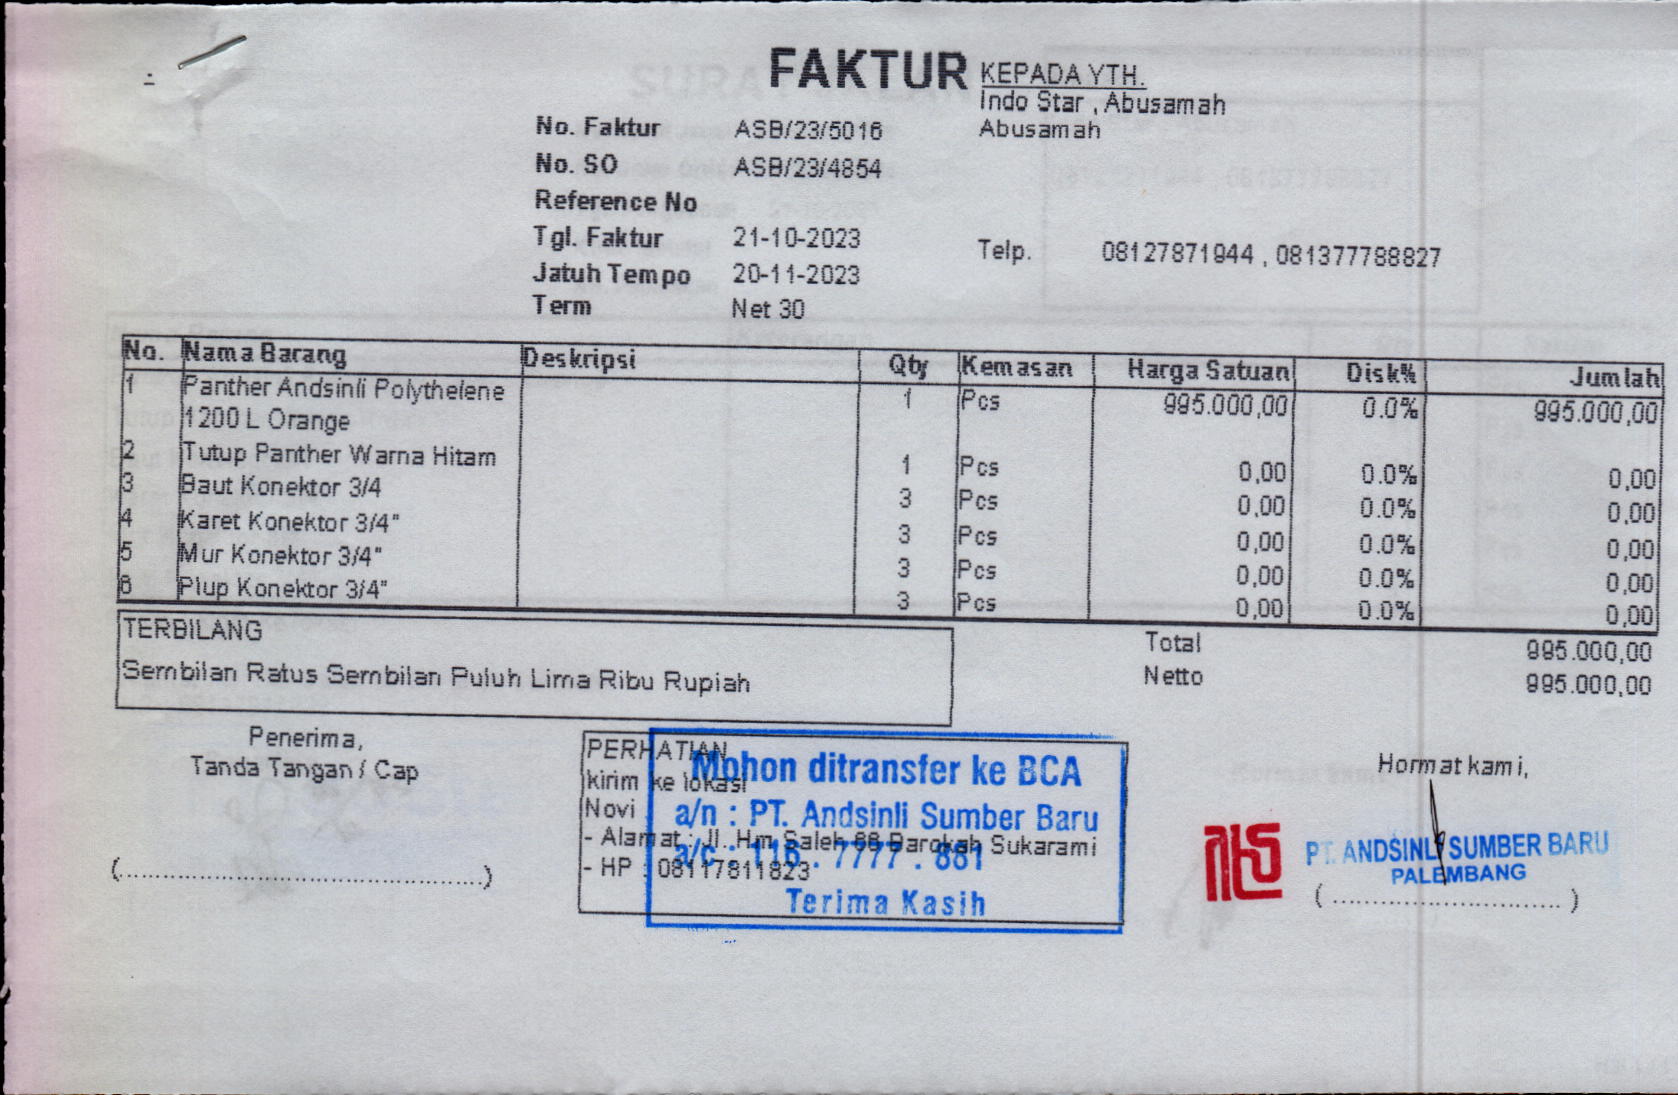 FAKTUR
KEPADA YTH.
Indo Star , Abusamah
Abusamah
No. Faktur ASB/23/5016
No. SO ASB/23/4854
Reference No
Tgl. Faktur 21-10-2023
Jatuh Tempo 20-11-2023
Term Net 30
Telp. 08127871944 , 081377788827
No. Nama Barang Deskripsi Qty Kemasan Harga Satuan Disk% Jumlah
1 Panther Andsinli Polythelene 1 Pcs 995.000,00 0.0% 995.000,00
1200 L Orange
2 Tutup Panther Warna Hitam 1 Pcs 0,00 0.0% 0,00
3 Baut Konektor 3/4 3 Pcs 0,00 0.0% 0,00
4 Karet Konektor 3/4" 3 Pcs 0,00 0.0% 0,00
5 Mur Konektor 3/4" 3 Pcs 0,00 0.0% 0,00
6 Plup Konektor 3/4" 3 Pcs 0,00 0.0% 0,00
TERBILANG
Sembilan Ratus Sembilan Puluh Lima Ribu Rupiah
Total 995.000,00
Netto 995.000,00
Penerima,
Tanda Tangan / Cap
(...............................................)
PERHATIAN
kirim ke lokasi
Novi
- Alamat : Jl. Hm Saleh Barokah Sukarami
- HP : 08117811823
Mohon ditransfer ke BCA
a/n : PT. Andsinli Sumber Baru
a/c : 116 . 7777 . 881
Terima Kasih
Hormat kami,
PT. ANDSINLI SUMBER BARU
PALEMBANG
(..............................)